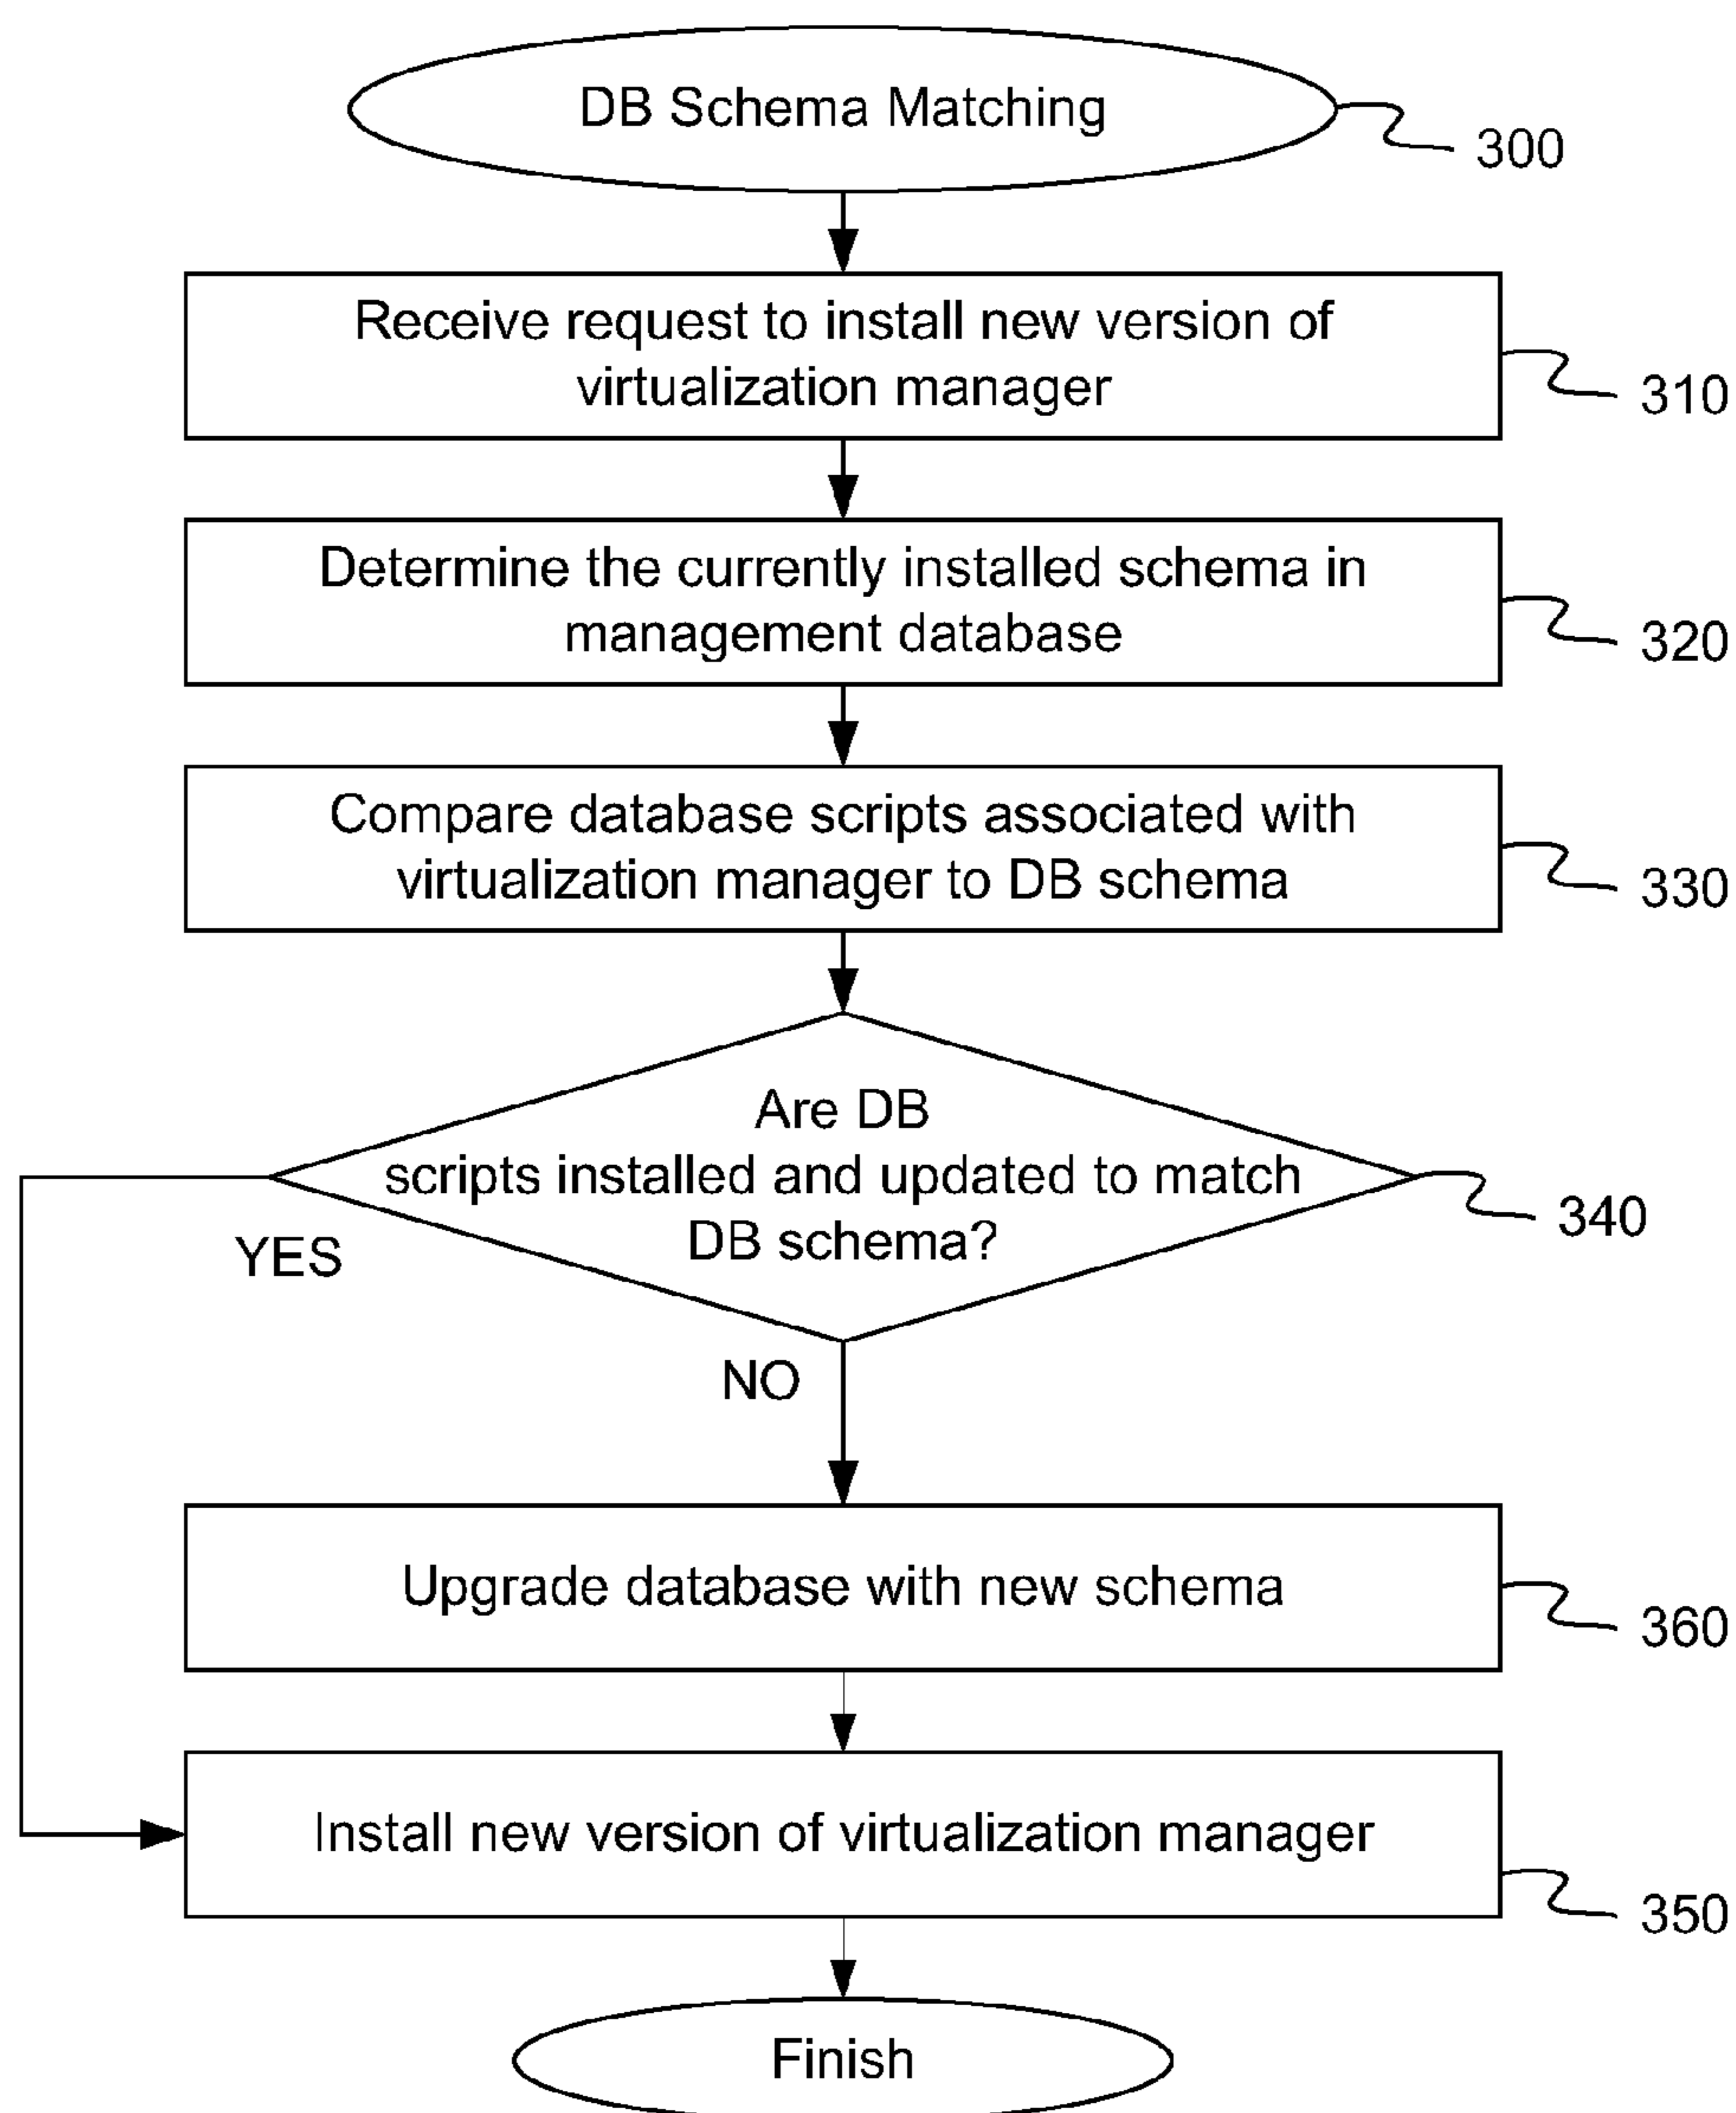 DB Schema Matching
300
Receive request to install new version of
virtualization manager
310
Determine the currently installed schema in
management database
320
Compare database scripts associated with
virtualization manager to DB schema
330
Are DB
scripts installed and updated to match
DB schema?
340
YES
NO
Upgrade database with new schema
360
Install new version of virtualization manager
350
Finish